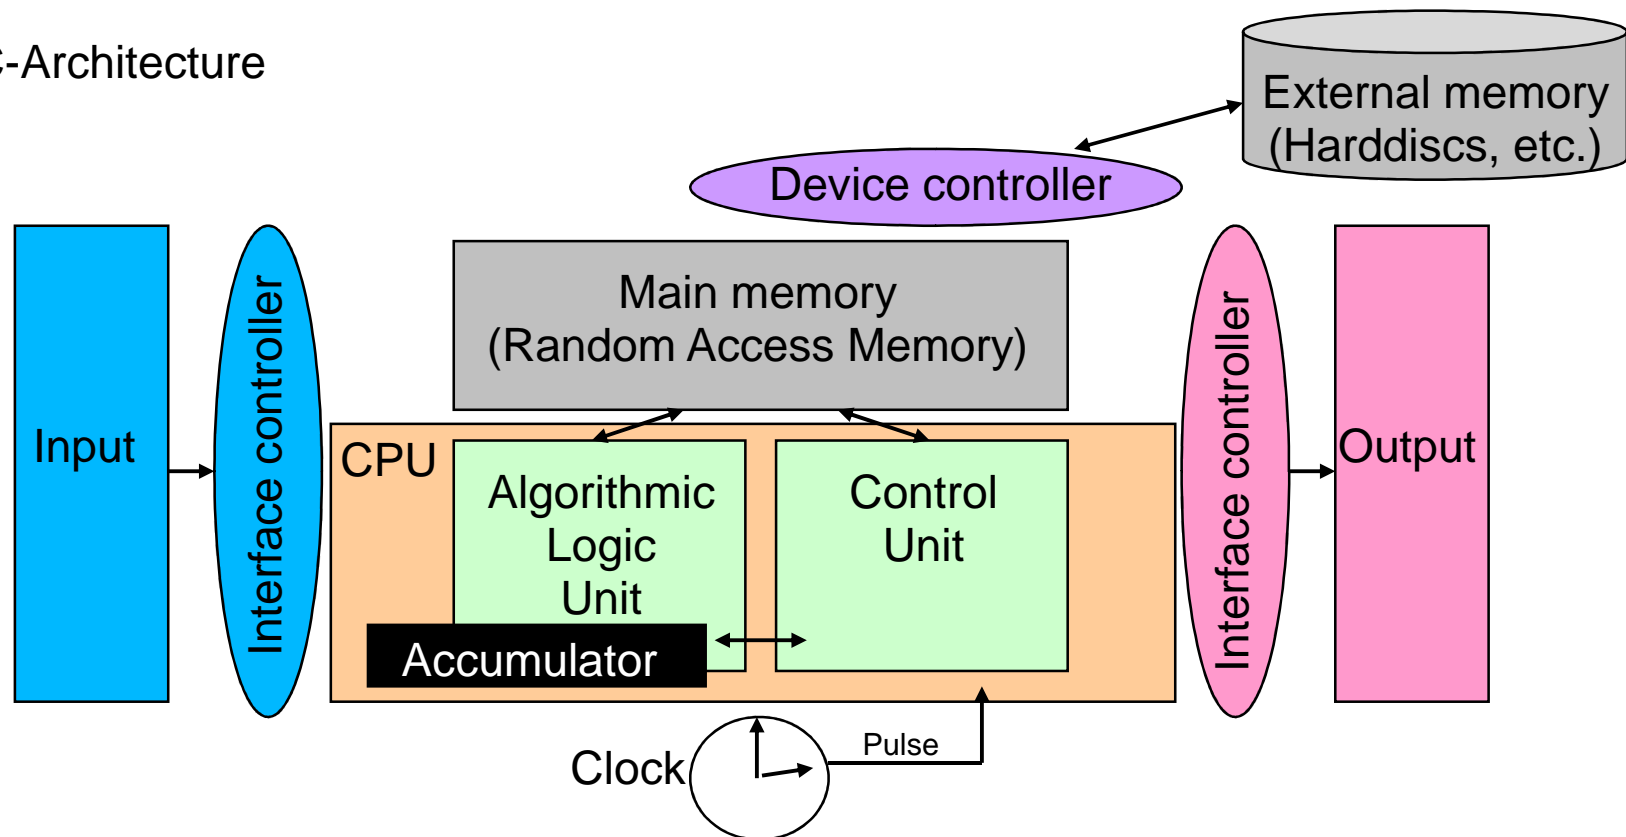 C-Architecture
External memory
(Harddiscs, etc.)
Device controller
Main memory
(Random Access Memory)
Input
Interface controller
CPU
Algorithmic
Logic
Unit
Accumulator
Control
Unit
Interface controller
Output
Clock
Pulse